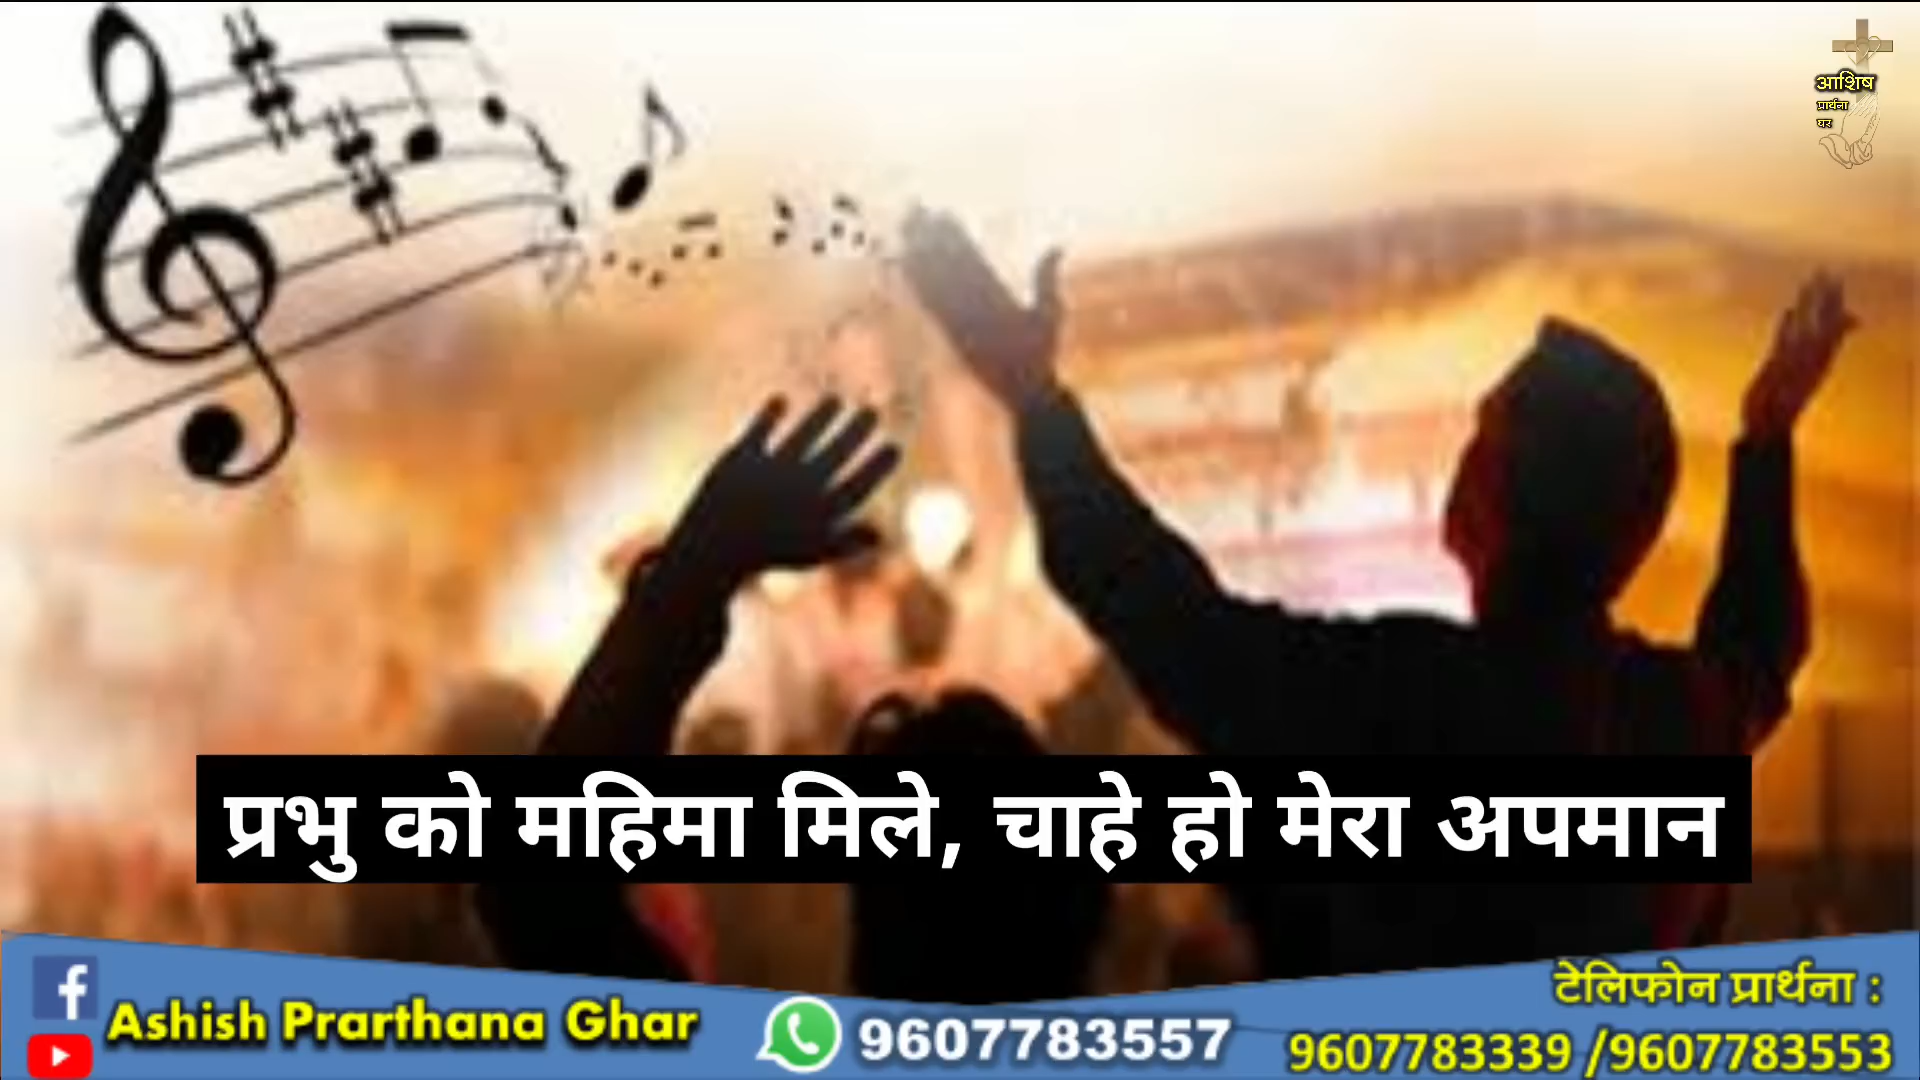 आशिष
प्रार्थना
घर
प्रभु को महिमा मिले, चाहे हो मेरा अपमान
टेलिफोन प्रार्थना :
Ashish Prarthana Ghar
9607783557
9607783339 /9607783553